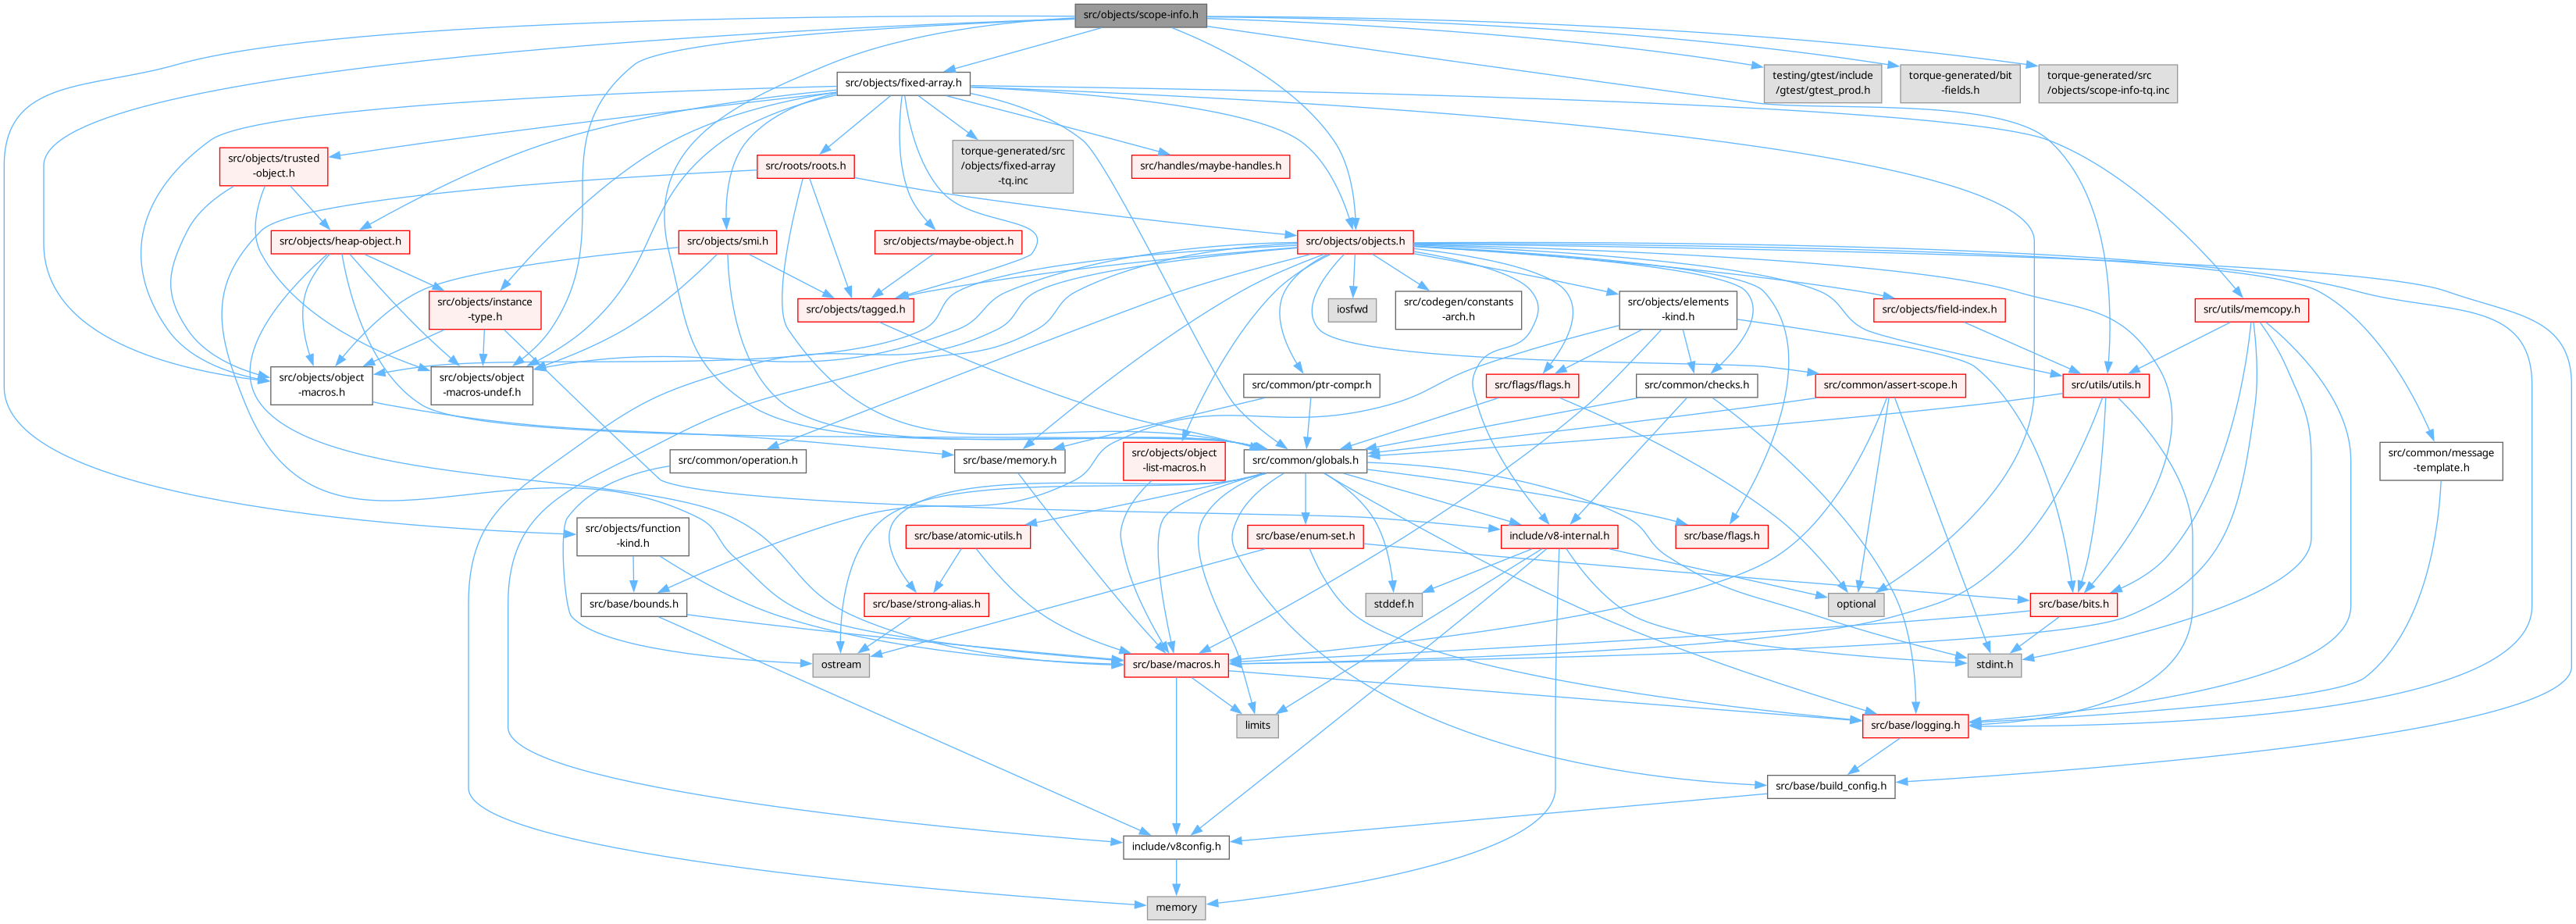 src/objects/scope-info.h
src/objects/fixed-array.h
testing/gtest/include
/gtest/gtest_prod.h
torque-generated/bit
-fields.h
torque-generated/src
/objects/scope-info-tq.inc
src/objects/trusted
-object.h
src/roots/roots.h
torque-generated/src
/objects/fixed-array
-tq.inc
src/handles/maybe-handles.h
src/objects/heap-object.h
src/objects/smi.h
src/objects/maybe-object.h
src/objects/objects.h
src/objects/instance
-type.h
src/objects/tagged.h
iosfwd
src/codegen/constants
-arch.h
src/objects/elements
-kind.h
src/objects/field-index.h
src/utils/memcopy.h
src/objects/object
-macros.h
src/objects/object
-macros-undef.h
src/common/ptr-compr.h
src/flags/flags.h
src/common/checks.h
src/common/assert-scope.h
src/utils/utils.h
src/common/operation.h
src/base/memory.h
src/objects/object
-list-macros.h
src/common/globals.h
src/common/message
-template.h
src/objects/function
-kind.h
src/base/atomic-utils.h
src/base/enum-set.h
include/v8-internal.h
src/base/flags.h
src/base/bounds.h
src/base/strong-alias.h
stddef.h
optional
src/base/bits.h
ostream
src/base/macros.h
stdint.h
limits
src/base/logging.h
src/base/build_config.h
include/v8config.h
memory